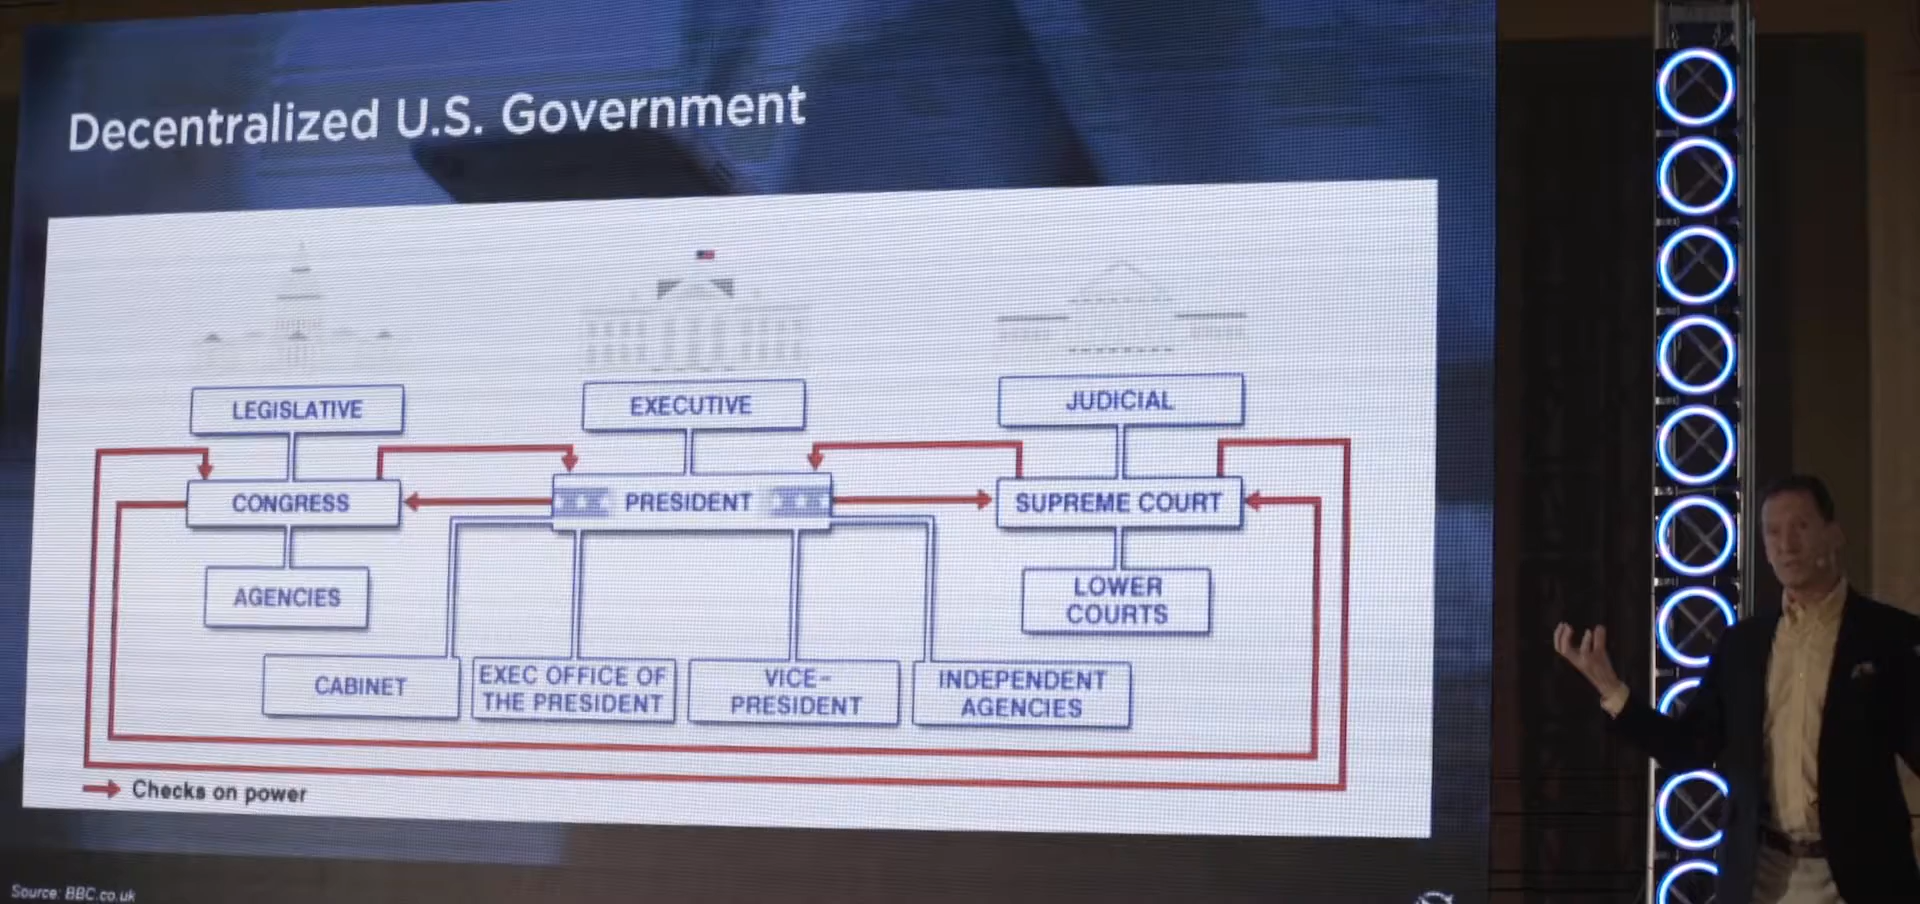 Decentralized U.S. Government
LEGISLATIVE
EXECUTIVE
JUDICIAL
CONGRESS
PRESIDENT
SUPREME COURT
AGENCIES
LOWER
COURTS
CABINET
EXEC OFFICE OF
THE PRESIDENT
VICE-
PRESIDENT
INDEPENDENT
AGENCIES
Checks on power
Source: BBC.co.uk